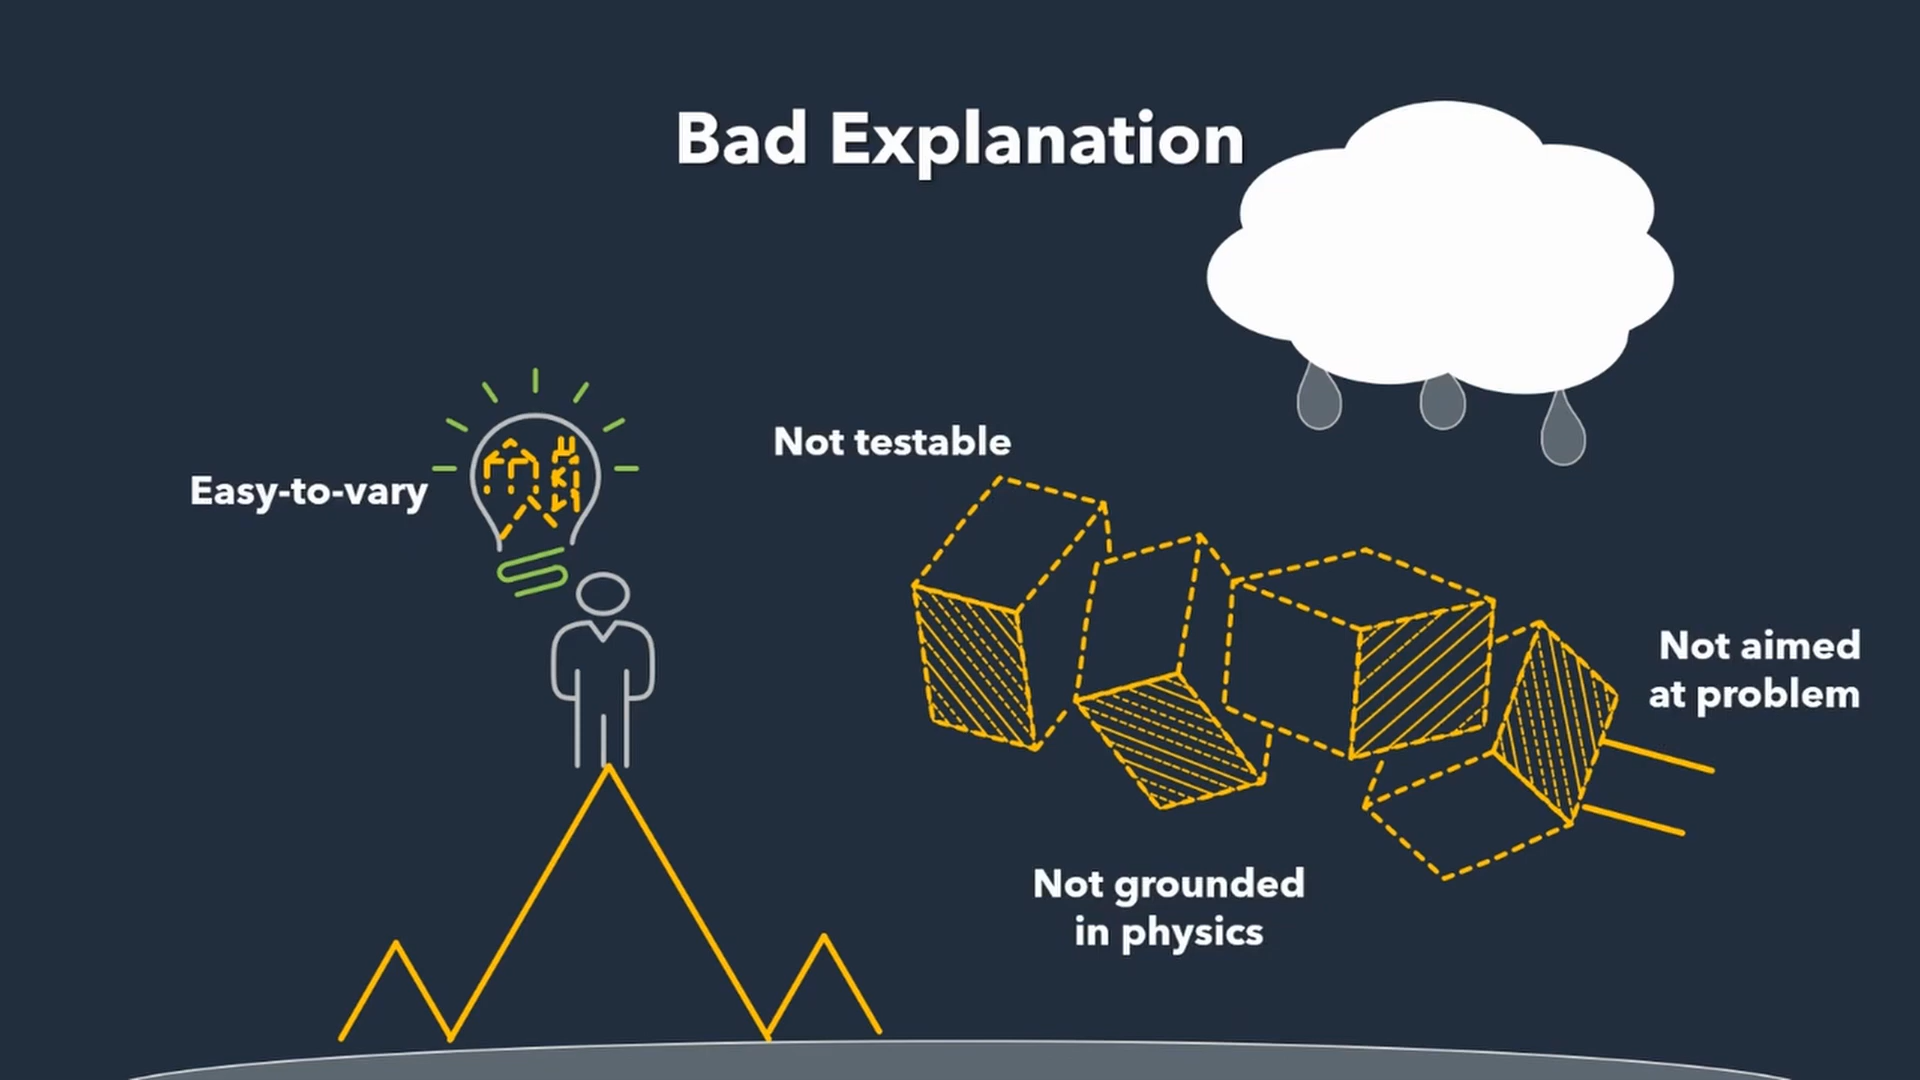 Bad Explanation
Not testable
Easy-to-vary
Not aimed
at problem
Not grounded
in physics